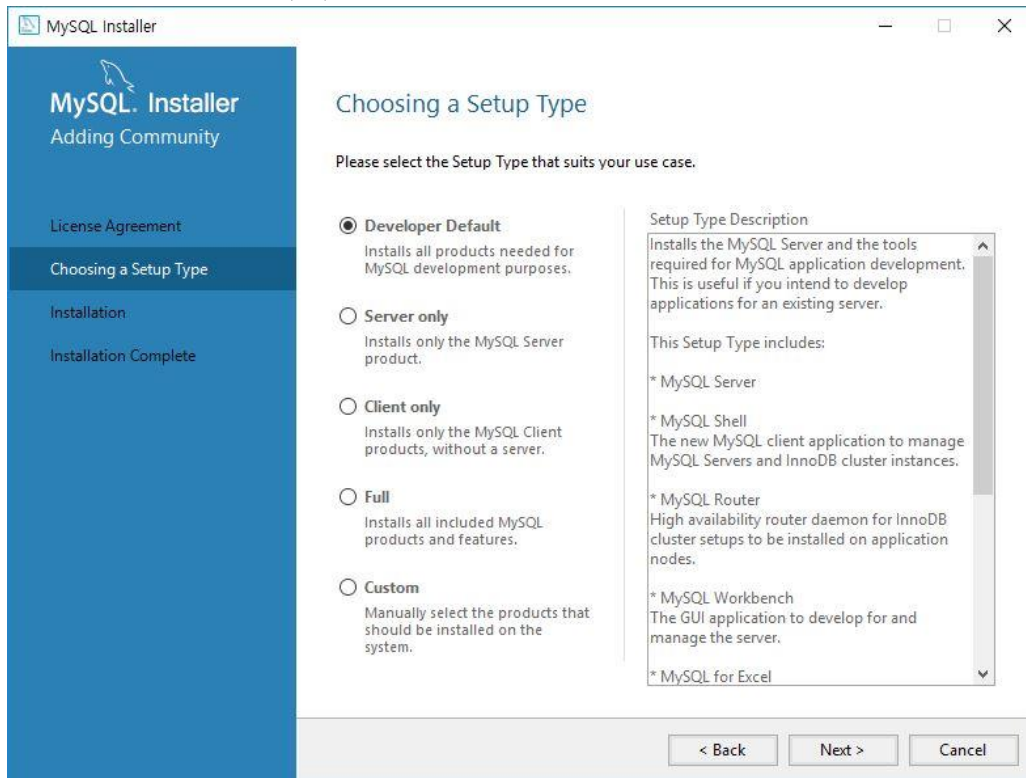 MySQL Installer
MySQL. Installer
Adding Community
License Agreement
Choosing a Setup Type
Installation
Installation Complete
Choosing a Setup Type
Please select the Setup Type that suits your use case.
Developer Default
Installs all products needed for
MySQL development purposes.
Server only
Installs only the MySQL Server
product.
Client only
Installs only the MySQL Client
products, without a server.
Full
Installs all included MySQL
products and features.
Custom
Manually select the products that
should be installed on the
system.
Setup Type Description
Installs the MySQL Server and the tools
required for MySQL application development.
This is useful if you intend to develop
applications for an existing server.
This Setup Type includes:
* MySQL Server
* MySQL Shell
The new MySQL client application to manage
MySQL Servers and InnoDB cluster instances.
* MySQL Router
High availability router daemon for InnoDB
cluster setups to be installed on application
nodes.
* MySQL Workbench
The GUI application to develop for and
manage the server.
* MySQL for Excel
< Back
Next >
Cancel